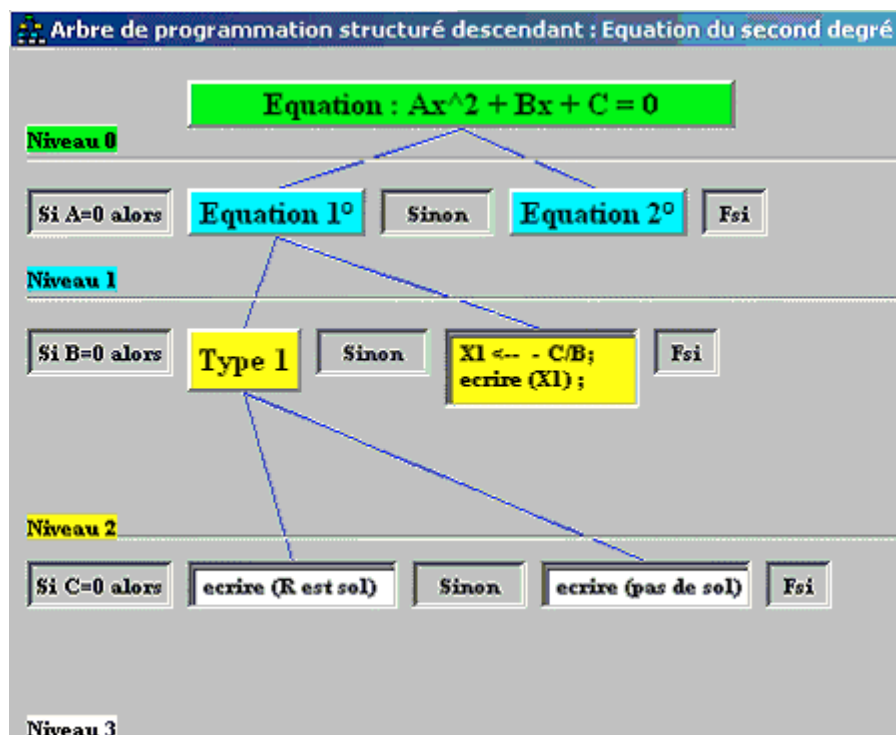 Arbre de programmation structuré descendant : Equation du second degré
Equation : Ax^2 + Bx + C = 0
Niveau 0
Si A=0 alors Equation 1° Sinon Equation 2° Fsi
Niveau 1
Si B=0 alors Type 1 Sinon X1 <-- - C/B; Fsi
ecrire (X1) ;
Niveau 2
Si C=0 alors ecrire (R est sol) Sinon ecrire (pas de sol) Fsi
Niveau 3